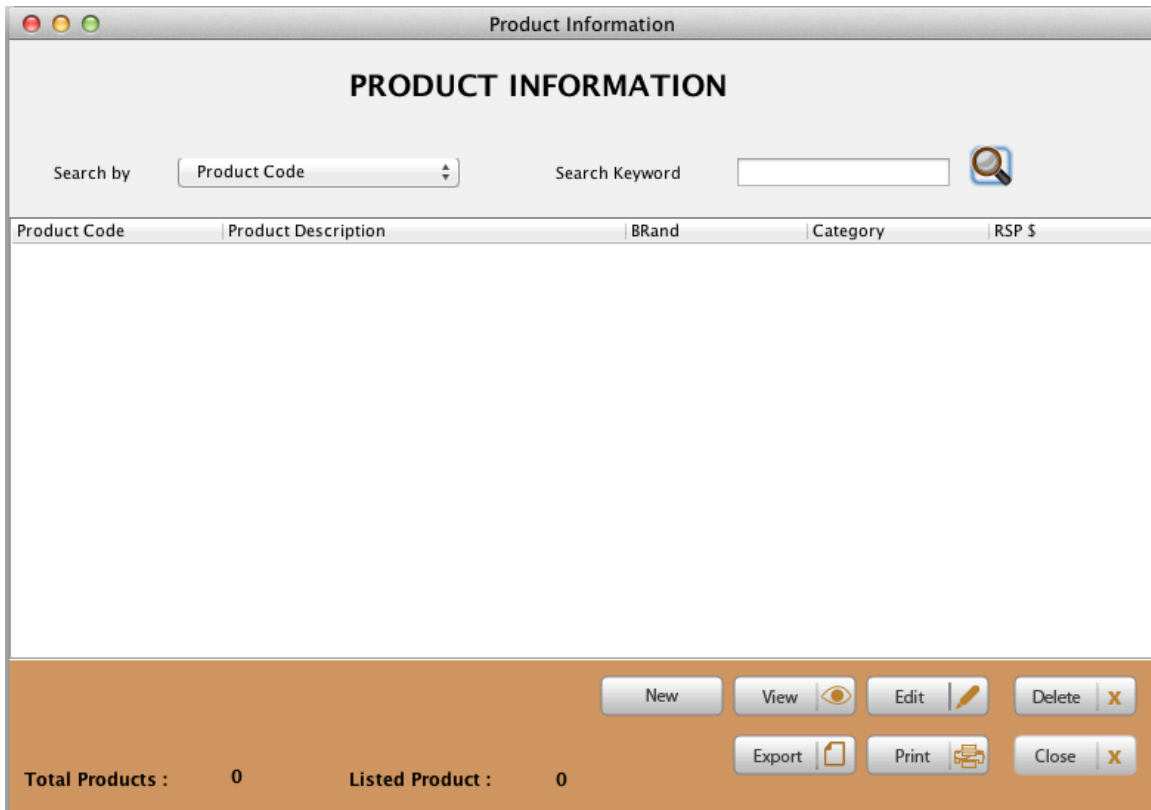 Product Information
PRODUCT INFORMATION
Search by Product Code Search Keyword
Product Code Product Description BRand Category RSP $
New View Edit Delete X
Export Print Close X
Total Products : 0 Listed Product : 0